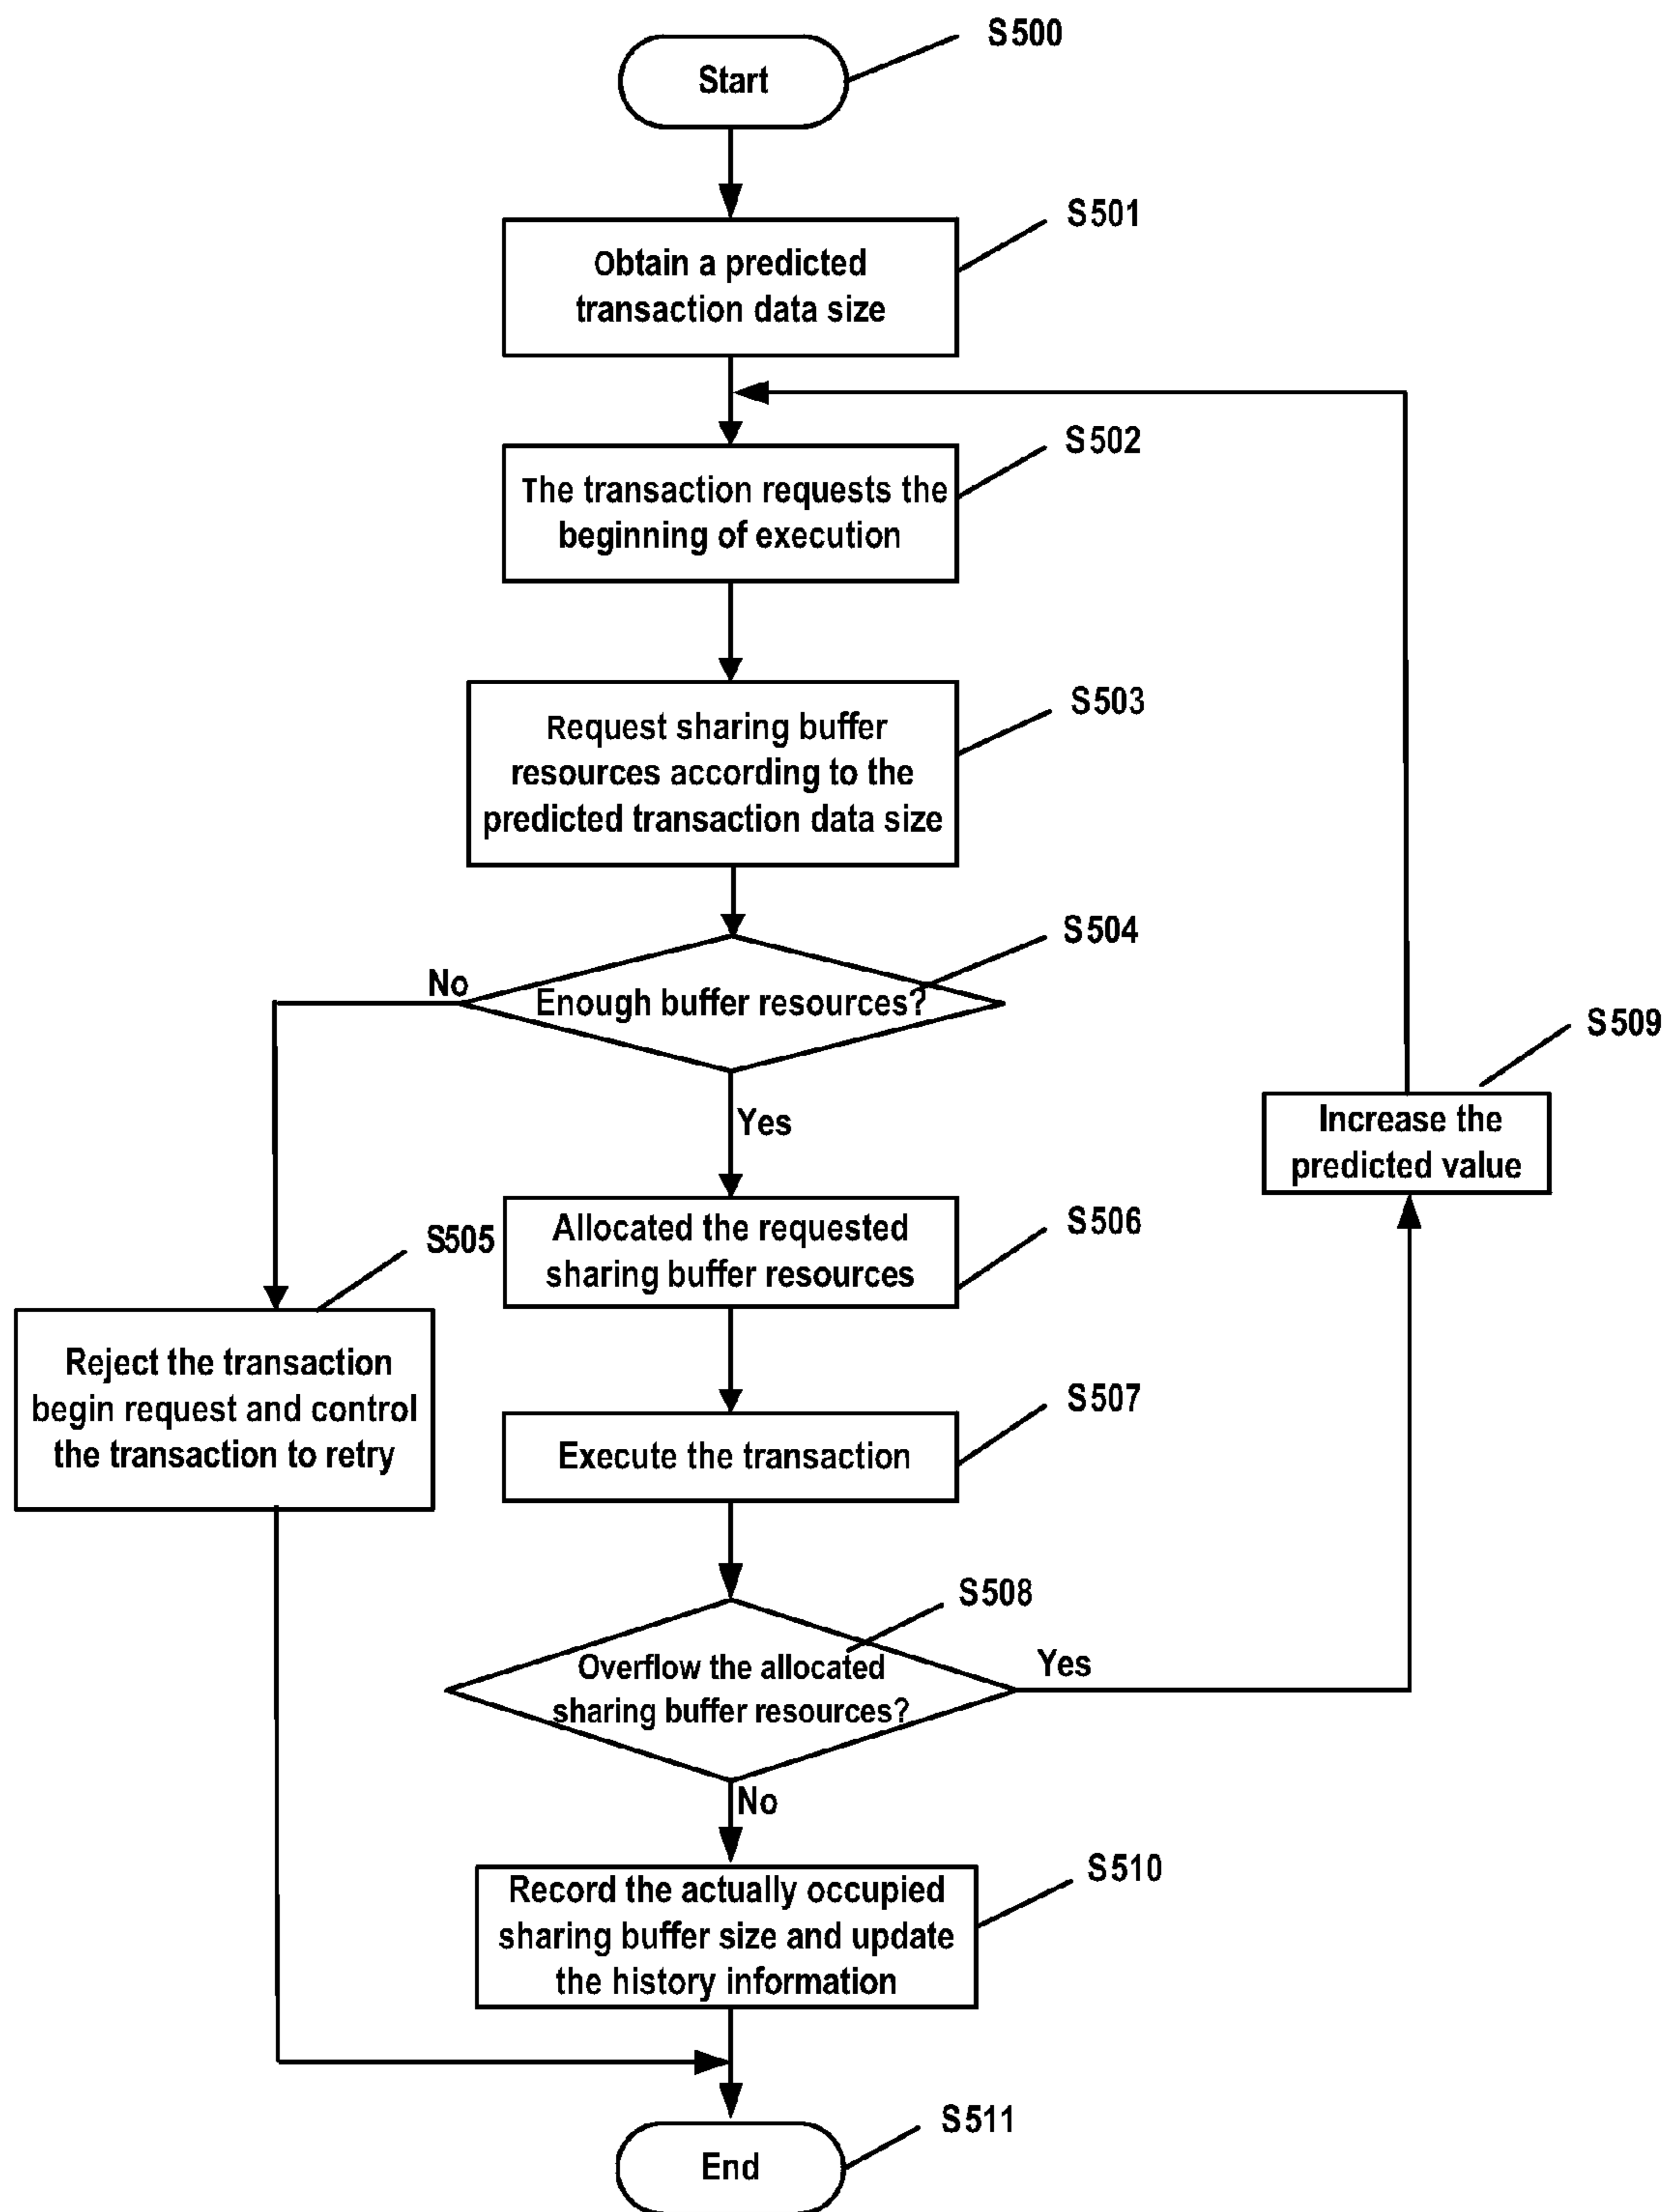 S500
Start
S501
Obtain a predicted
transaction data size
S502
The transaction requests the
beginning of execution
S503
Request sharing buffer
resources according to the
predicted transaction data size
S504
No
Enough buffer resources?
S509
Yes
Increase the
predicted value
S505
Allocated the requested
sharing buffer resources
S506
Reject the transaction
begin request and control
the transaction to retry
S507
Execute the transaction
S508
Overflow the allocated
sharing buffer resources?
Yes
No
S510
Record the actually occupied
sharing buffer size and update
the history information
S511
End